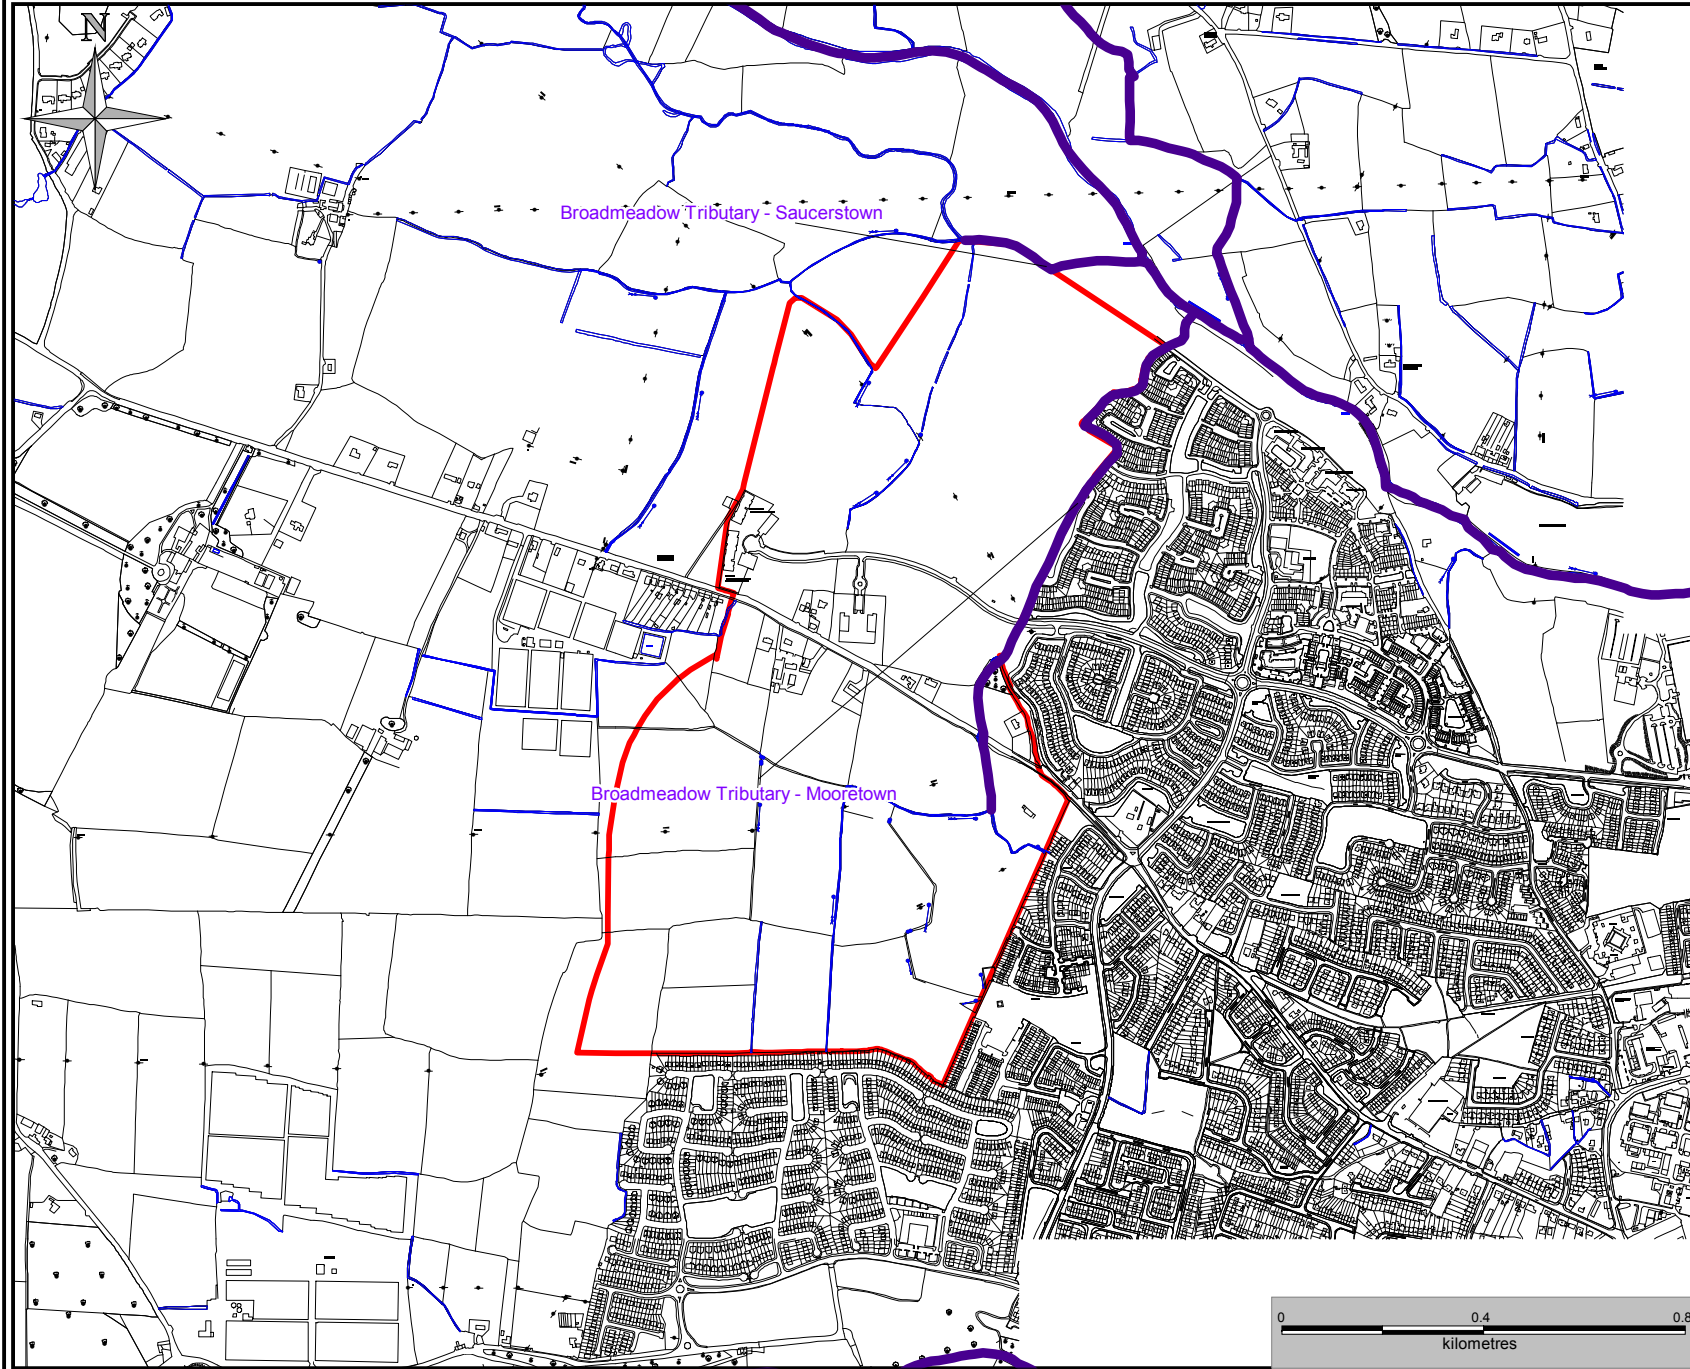 N
Broadmeadow Tributary - Saucerstown
Broadmeadow Tributary - Mooretown
0 0.4 0.8
kilometres